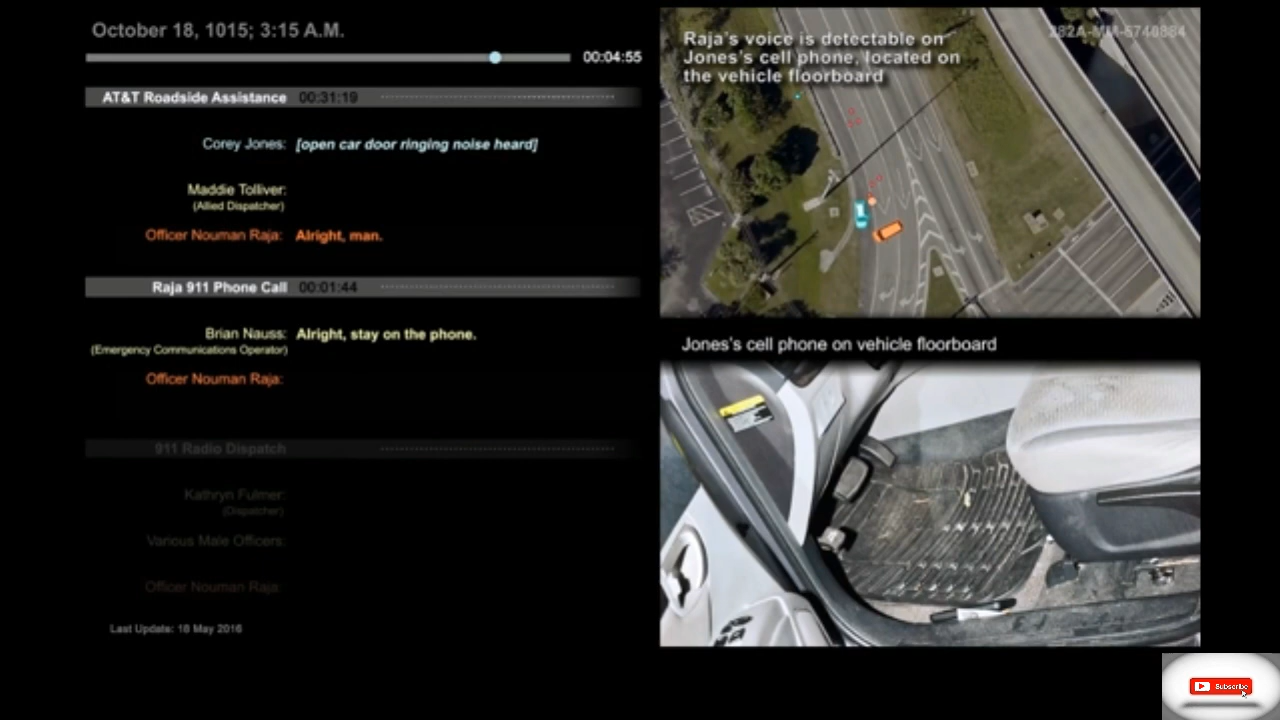 October 18, 1015; 3:15 A.M.
00:04:55
AT&T Roadside Assistance 00:31:19
Corey Jones: [open car door ringing noise heard]
Maddie Tolliver:
(Allied Dispatcher)
Officer Nouman Raja: Alright, man.
Raja 911 Phone Call 00:01:44
Brian Nauss: Alright, stay on the phone.
(Emergency Communications Operator)
Officer Nouman Raja:
911 Radio Dispatch
Kathryn Fulmer:
(Dispatcher)
Various Male Officers:
Officer Nouman Raja:
Last Update: 18 May 2016
282A-MM-6740884
Raja's voice is detectable on
Jones's cell phone, located on
the vehicle floorboard
Jones's cell phone on vehicle floorboard
Subscribe